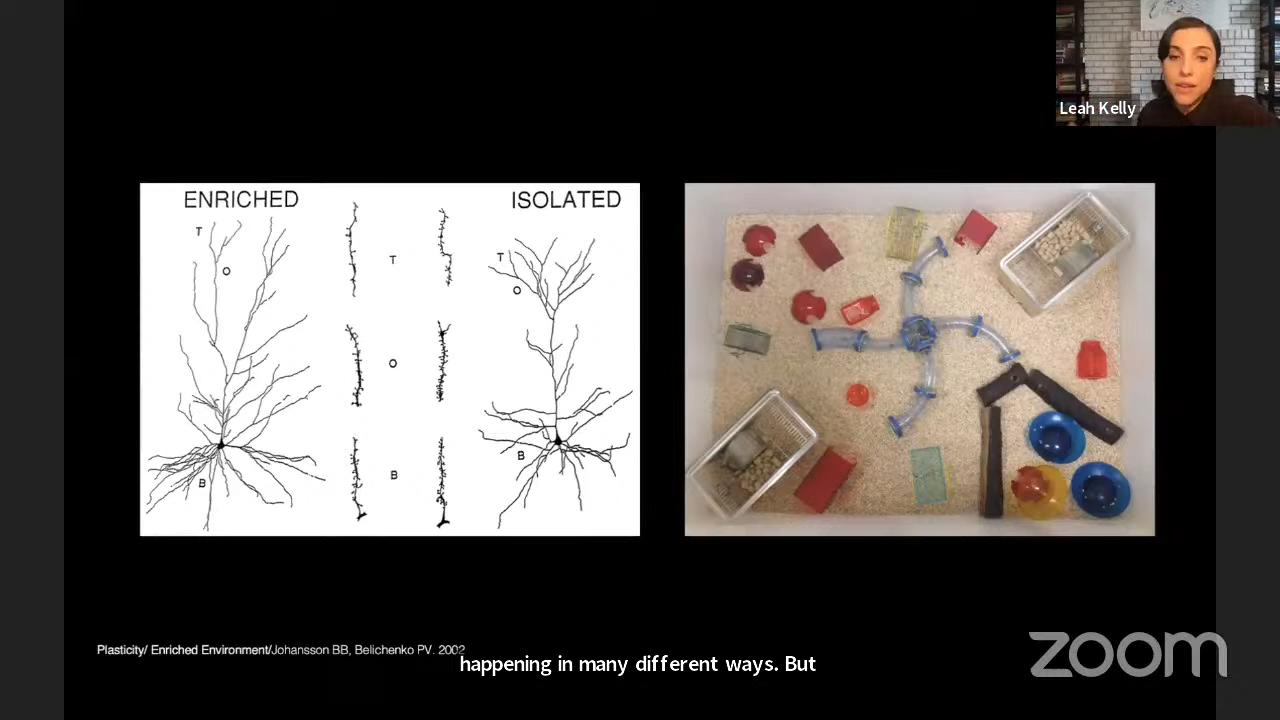 Leah Kelly
ENRICHED
ISOLATED
T
O
B
T
O
B
T
O
B
Plasticity/ Enriched Environment/Johansson BB, Belichenko PV. 2002
happening in many different ways. But
zoom